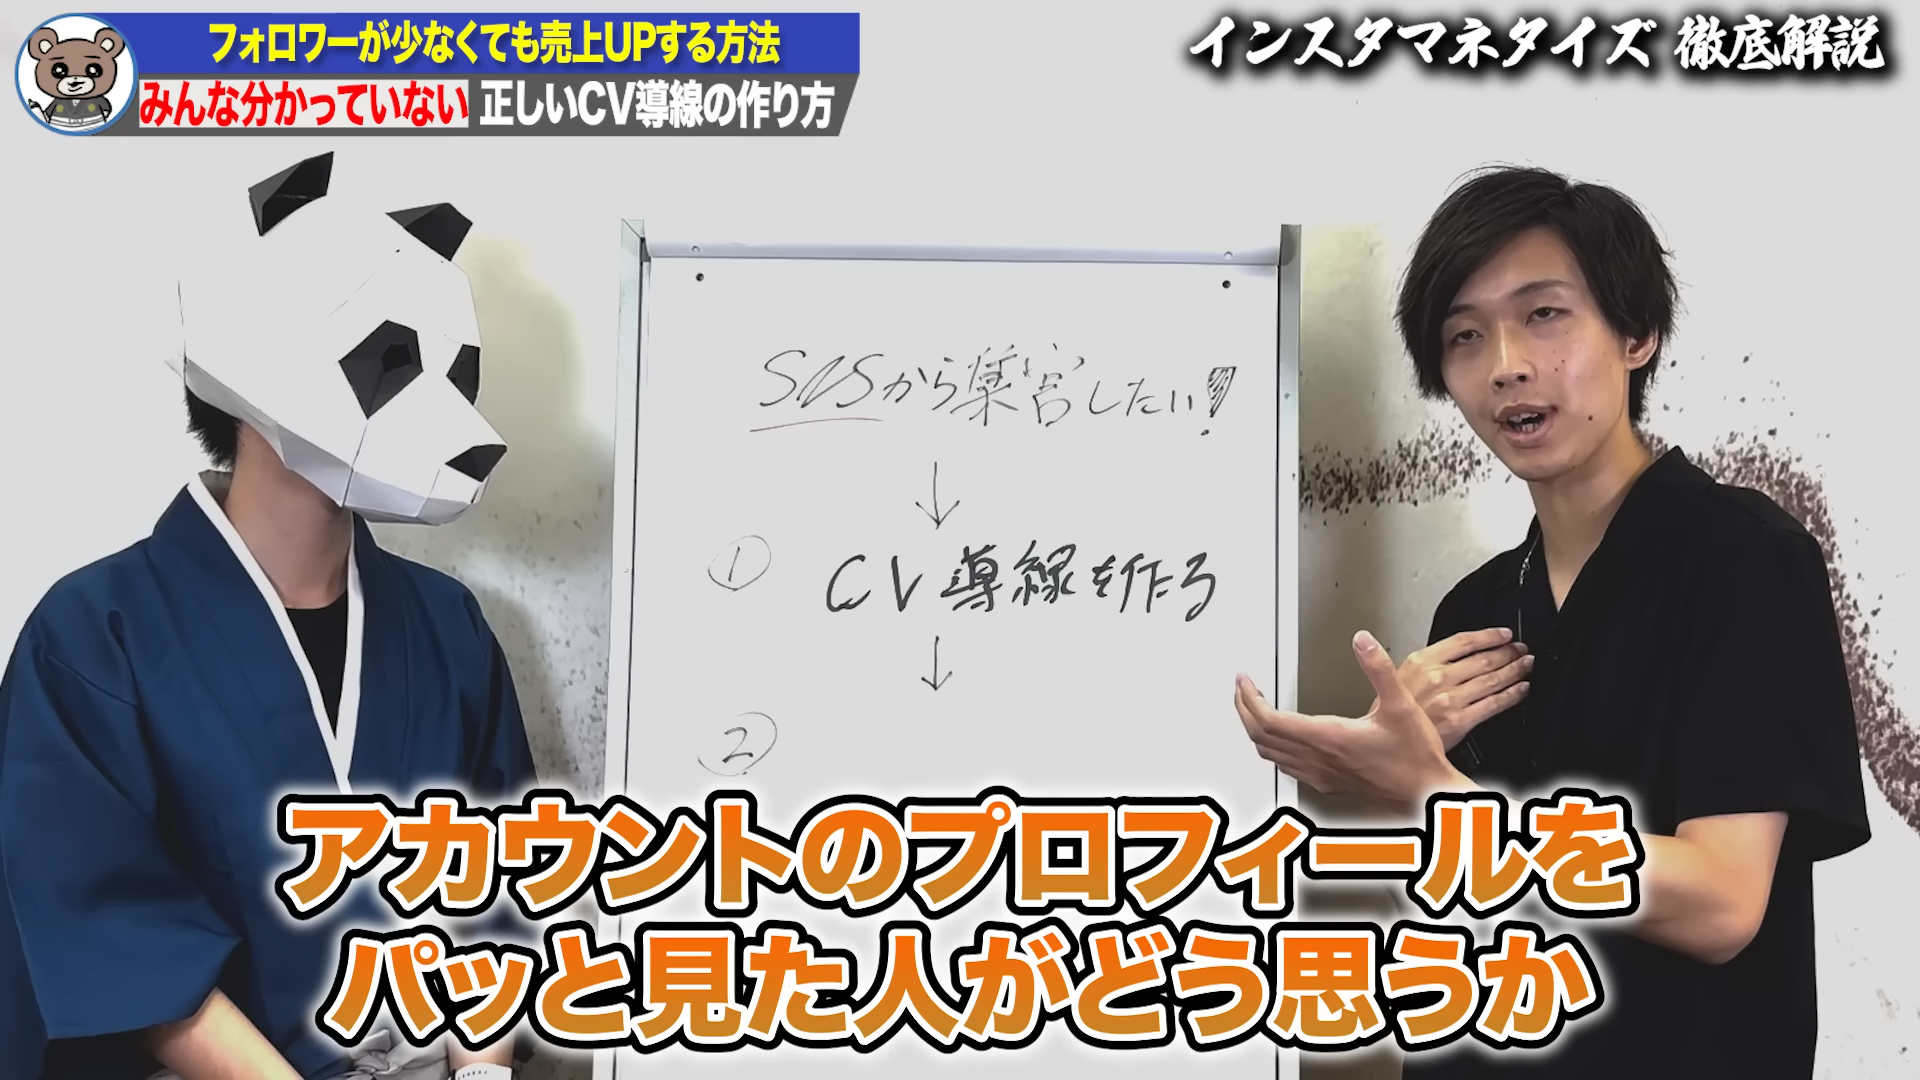 フォロワーが少なくても売上UPする方法
みんな分かっていない 正しいCV導線の作り方
インスタマネタイズ 徹底解説
SNSから集客したい!
↓
① CV導線を作る
↓
②
アカウントのプロフィールを
パッと見た人がどう思うか